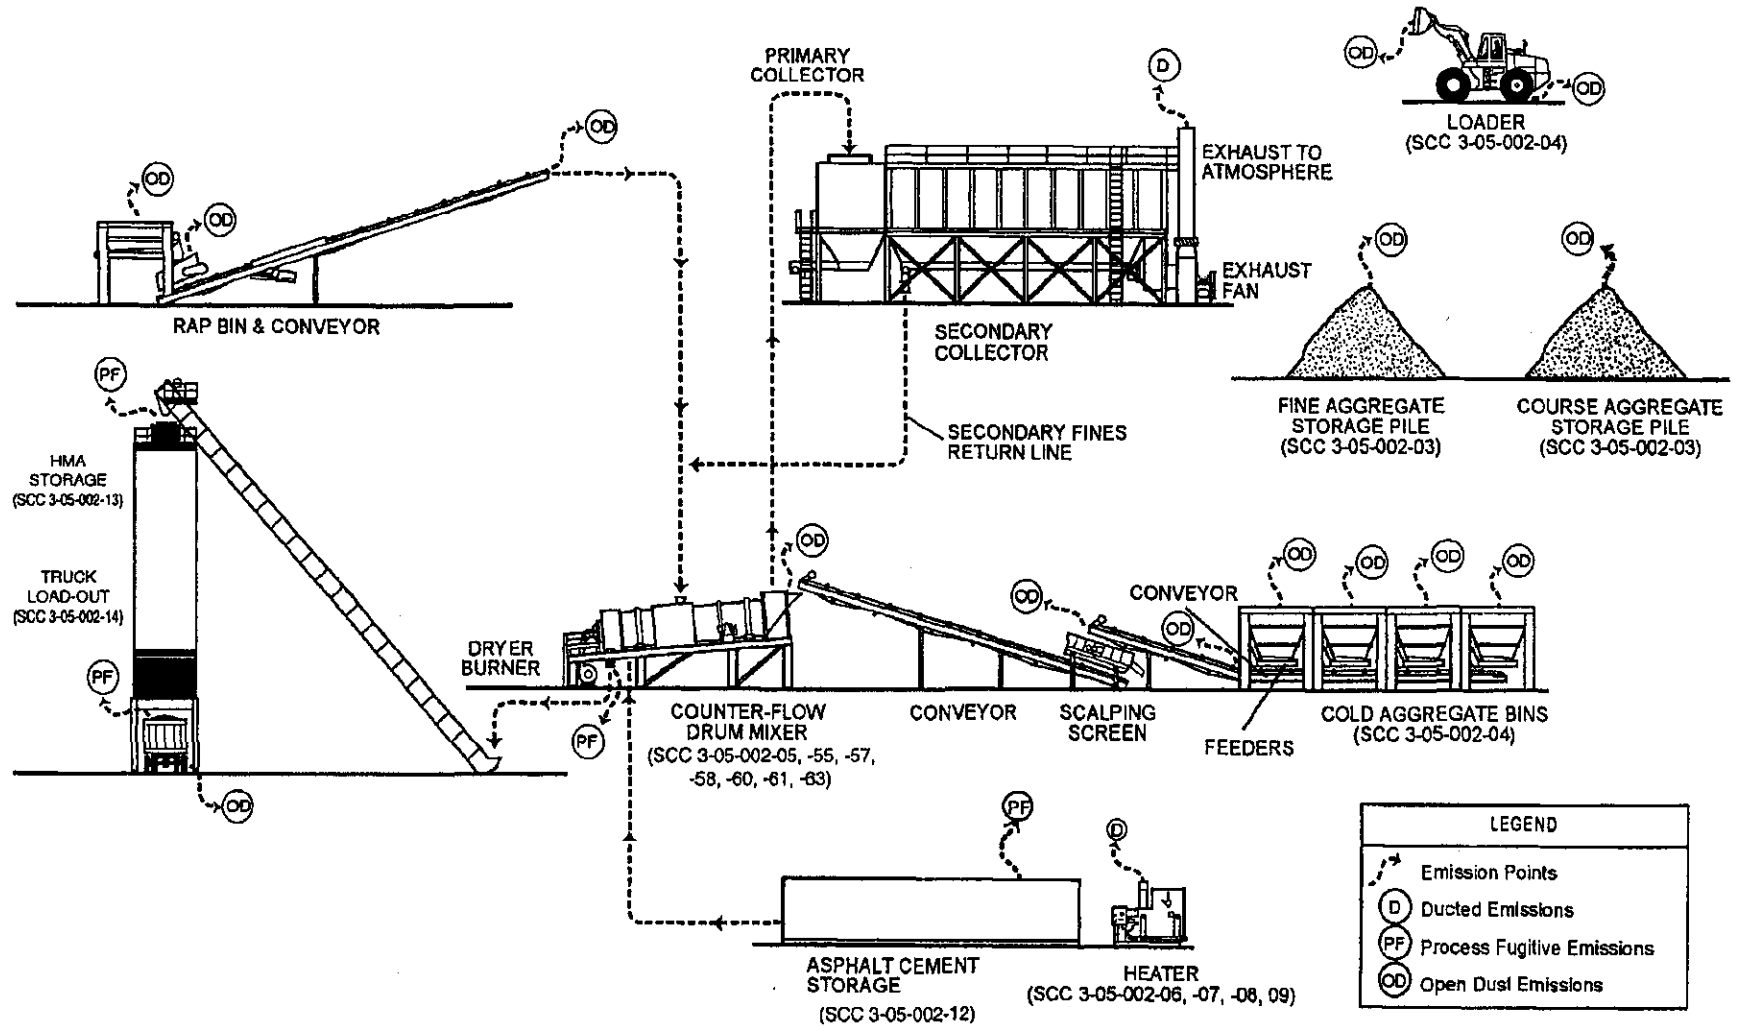 PRIMARY
COLLECTOR
D
OD
OD
LOADER
(SCC 3-05-002-04)
EXHAUST TO
ATMOSPHERE
OD
OD
OD
RAP BIN & CONVEYOR
EXHAUST
FAN
SECONDARY
COLLECTOR
OD
OD
FINE AGGREGATE
STORAGE PILE
(SCC 3-05-002-03)
COURSE AGGREGATE
STORAGE PILE
(SCC 3-05-002-03)
SECONDARY FINES
RETURN LINE
PF
HMA
STORAGE
(SCC 3-05-002-13)
TRUCK
LOAD-OUT
(SCC 3-05-002-14)
PF
OD
DRYER
BURNER
OD
PF
COUNTER-FLOW
DRUM MIXER
(SCC 3-05-002-05, -55, -57,
-58, -60, -61, -63)
CONVEYOR
OD
SCALPING
SCREEN
CONVEYOR
OD
FEEDERS
OD
OD
OD
OD
COLD AGGREGATE BINS
(SCC 3-05-002-04)
PF
D
ASPHALT CEMENT
STORAGE
(SCC 3-05-002-12)
HEATER
(SCC 3-05-002-06, -07, -08, 09)
LEGEND
Emission Points
D Ducted Emissions
PF Process Fugitive Emissions
OD Open Dust Emissions